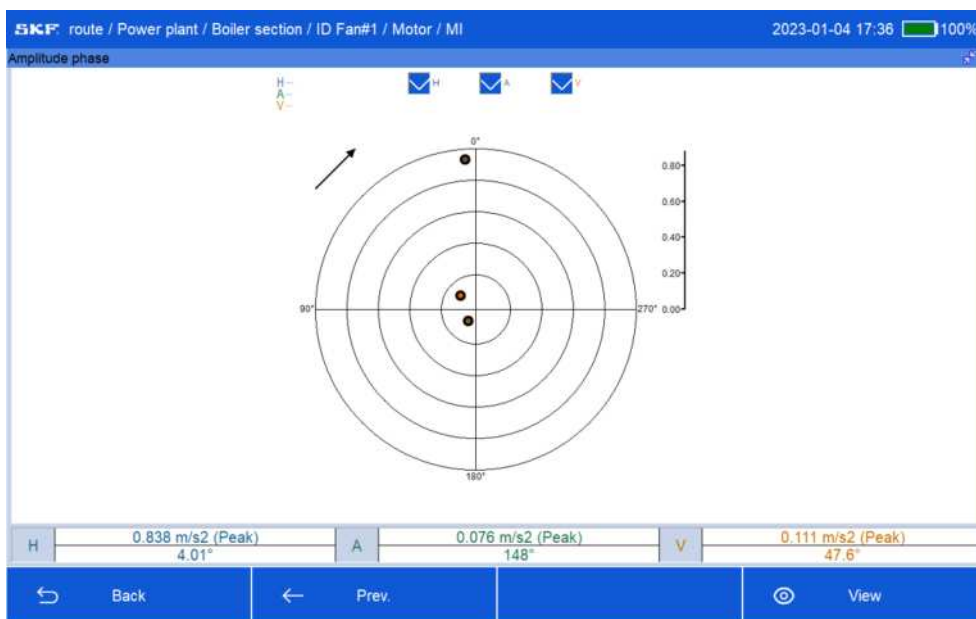 SKF. route / Power plant / Boiler section / ID Fan#1 / Motor / MI 2023-01-04 17:36 100%
Amplitude phase
H--
A--
V--
H A V
0°
0.80
0.60
0.40
0.20
90° 270° 0.00
180°
H 0.838 m/s2 (Peak) A 0.076 m/s2 (Peak) V 0.111 m/s2 (Peak)
4.01° 148° 47.6°
Back Prev. View